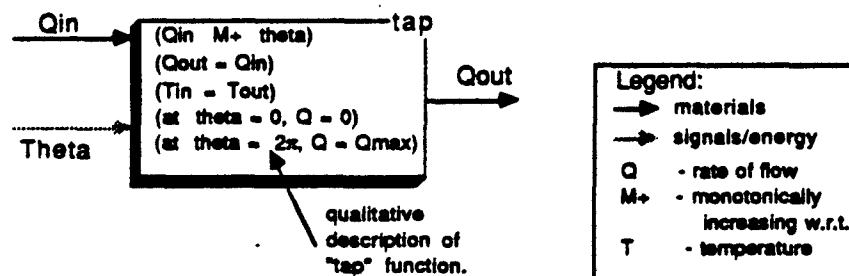 Qin
tap
(Qin M+ theta)
(Qout = Qin)
(Tin = Tout)
(at theta = 0, Q = 0)
(at theta = 2π, Q = Qmax)
Theta
Qout
qualitative
description of
"tap" function.
Legend:
materials
signals/energy
Q - rate of flow
M+ - monotonically
increasing w.r.t.
T - temperature